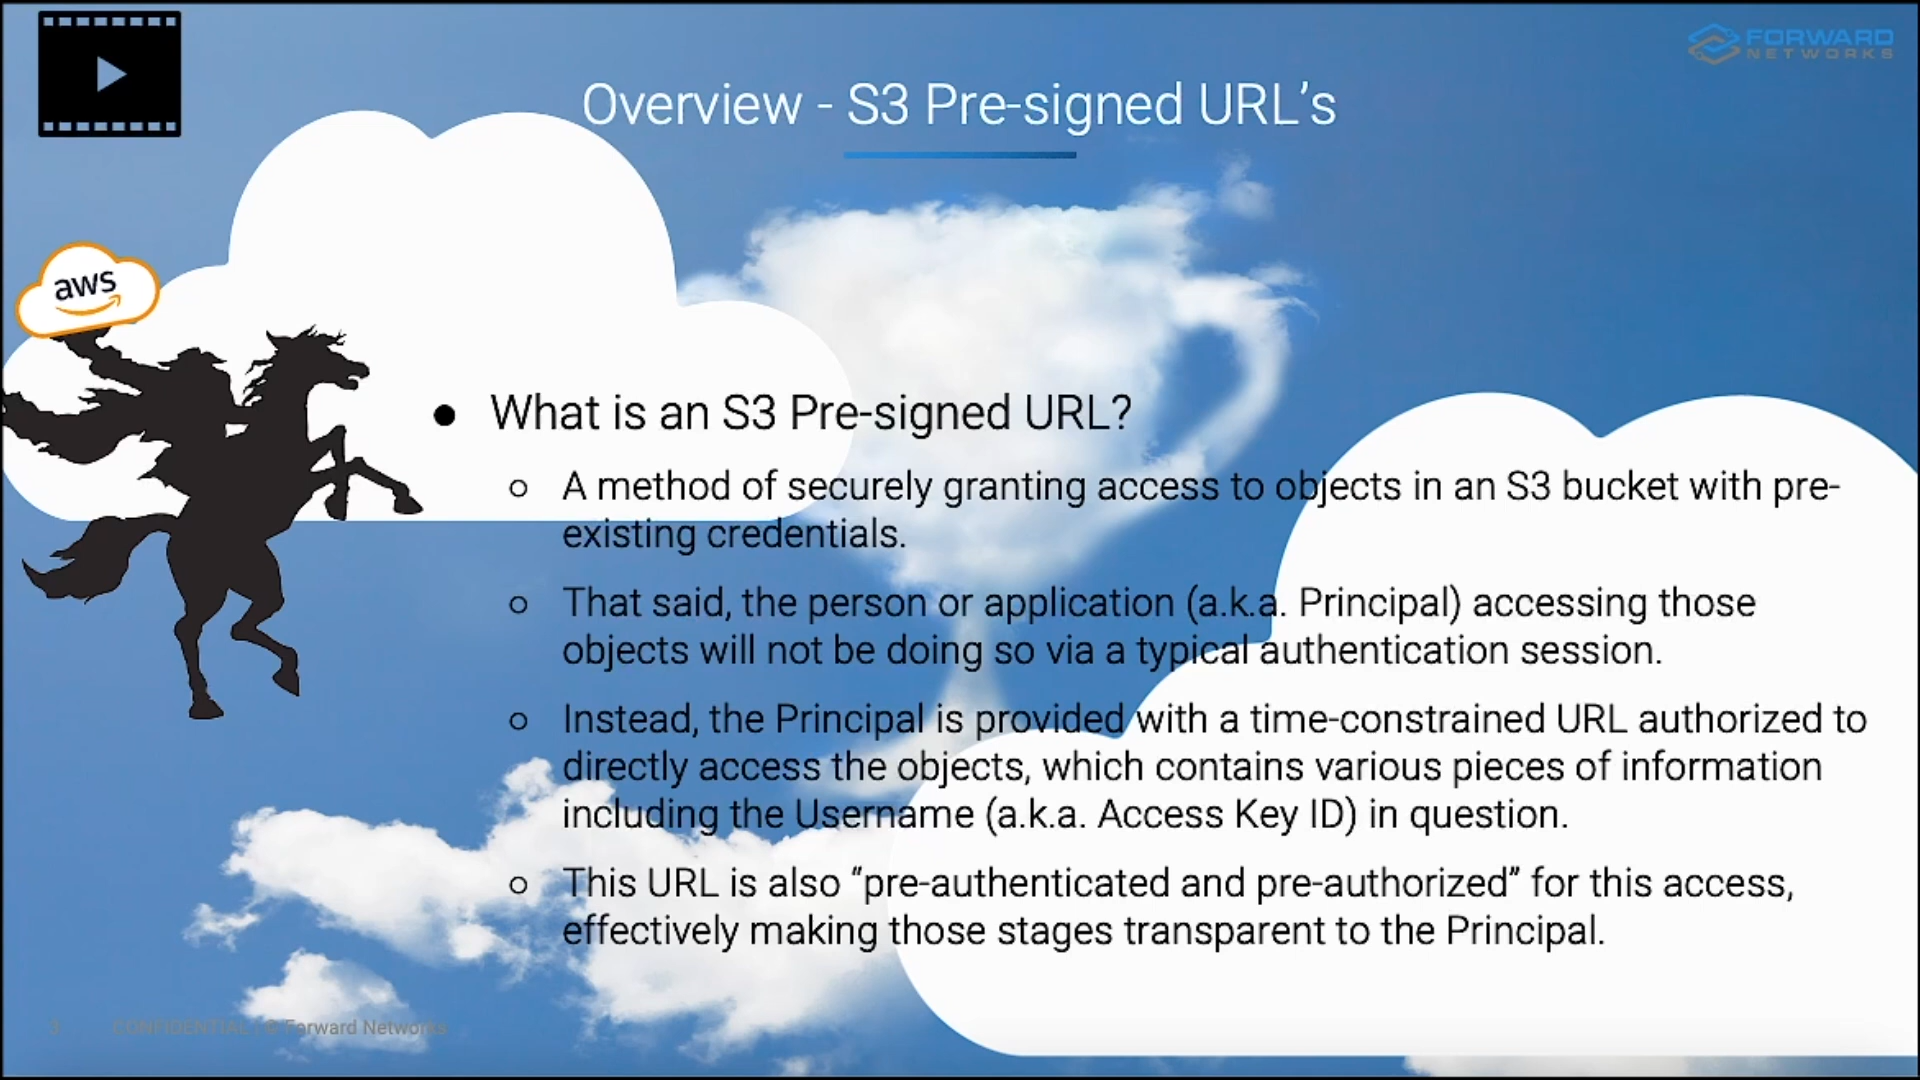 FORWARD
NETWORKS
Overview - S3 Pre-signed URL’s
aws
● What is an S3 Pre-signed URL?
○ A method of securely granting access to objects in an S3 bucket with pre-
existing credentials.
○ That said, the person or application (a.k.a. Principal) accessing those
objects will not be doing so via a typical authentication session.
○ Instead, the Principal is provided with a time-constrained URL authorized to
directly access the objects, which contains various pieces of information
including the Username (a.k.a. Access Key ID) in question.
○ This URL is also “pre-authenticated and pre-authorized” for this access,
effectively making those stages transparent to the Principal.
3 CONFIDENTIAL | © Forward Networks